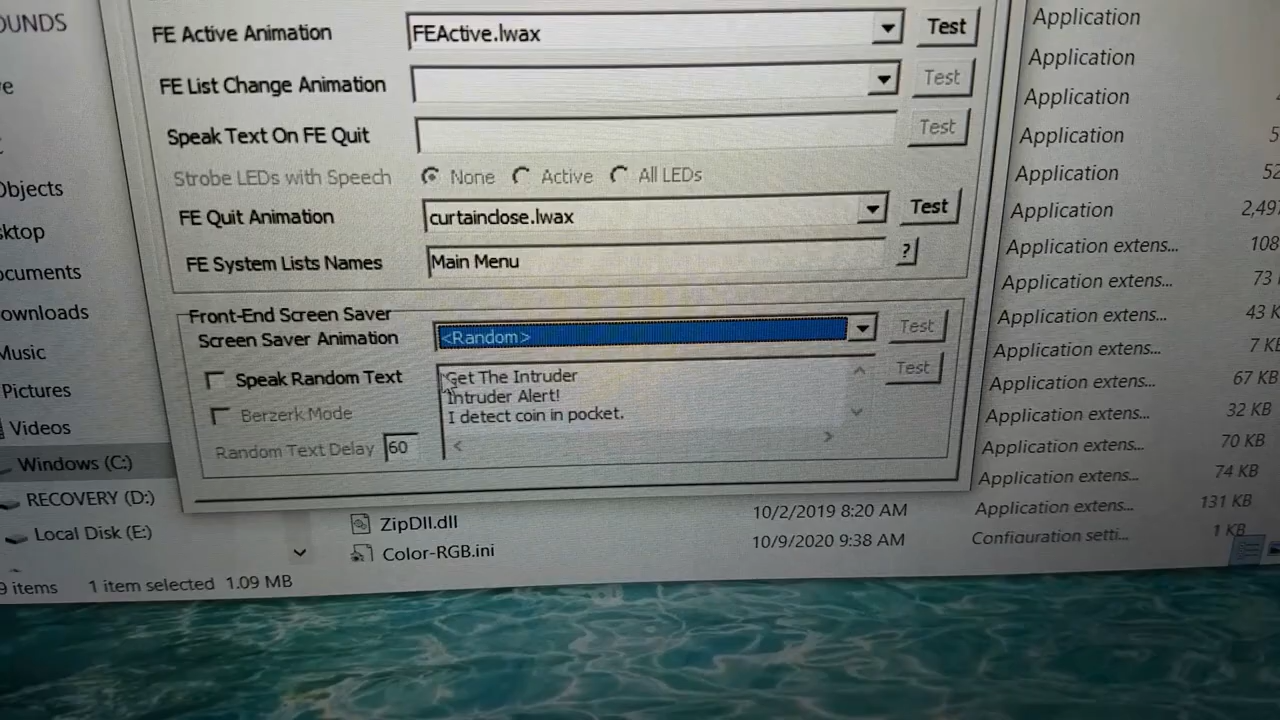 OUNDS
FE Active Animation FEActive.lwax Test
FE List Change Animation Test
Speak Text On FE Quit Test
Strobe LEDs with Speech None Active All LEDs
FE Quit Animation curtainclose.lwax Test
FE System Lists Names Main Menu ?
Front-End Screen Saver
Screen Saver Animation <Random> Test
Speak Random Text Get The Intruder Test
Intruder Alert!
Berzerk Mode I detect coin in pocket.
Random Text Delay 60
Objects
sktop
ocuments
ownloads
Music
Pictures
Videos
Windows (C:)
RECOVERY (D:)
Local Disk (E:)
Application
Application
Application
Application 5
Application 52
Application 2,497
Application extens... 108
Application extens... 73
Application extens... 43 K
Application extens... 7 KB
Application extens... 67 KB
Application extens... 32 KB
Application extens... 70 KB
Application extens... 74 KB
ZipDll.dll 10/2/2019 8:20 AM Application extens... 131 KB
Color-RGB.ini 10/9/2020 9:38 AM Configuration setti... 1 KB
9 items 1 item selected 1.09 MB